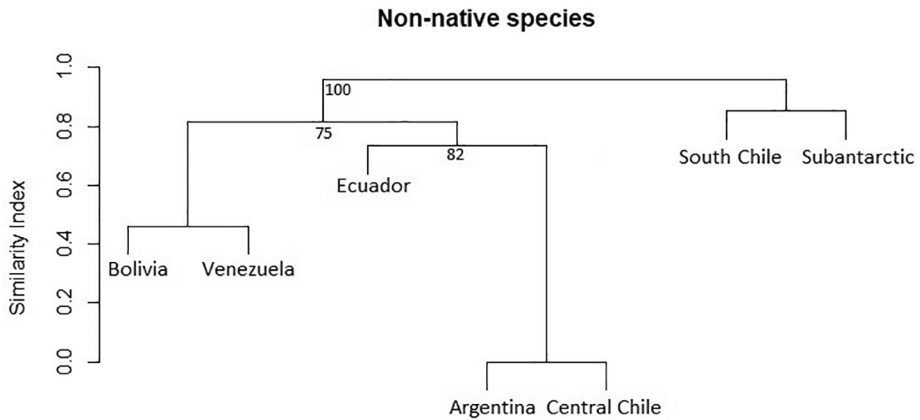 Non-native species
Similarity Index
1.0
0.8
0.6
0.4
0.2
0.0
100
75
82
South Chile
Subantarctic
Ecuador
Bolivia
Venezuela
Argentina
Central Chile